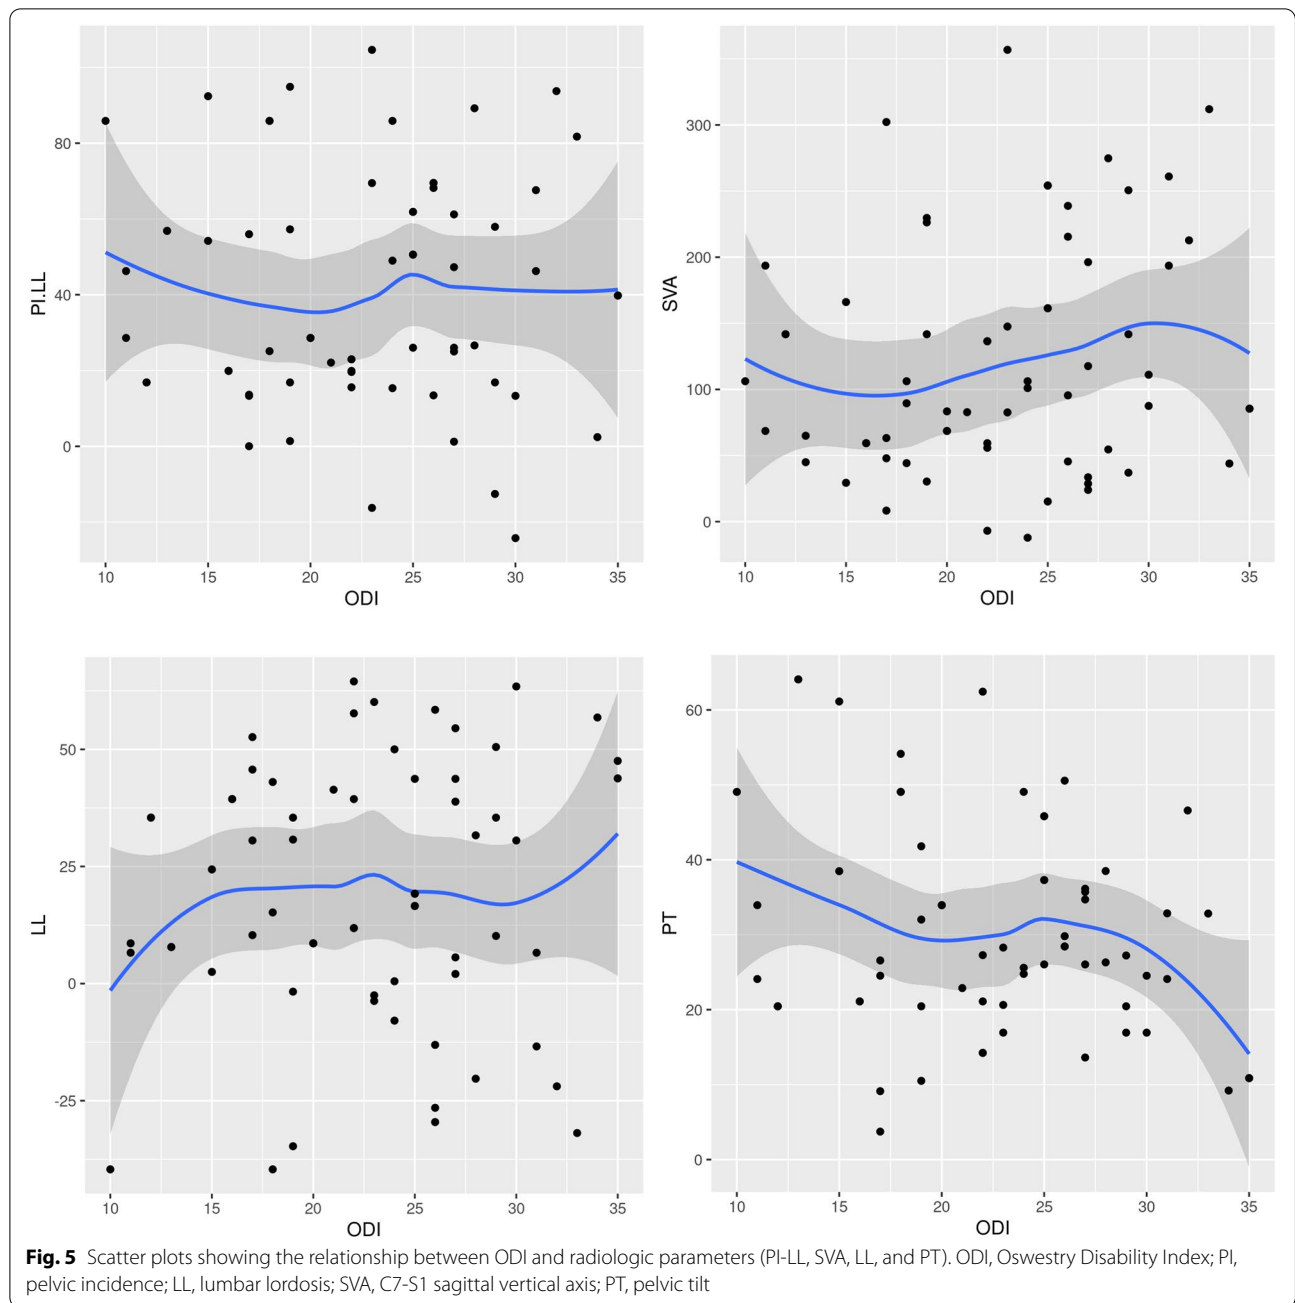 PI.LL
80
40
0
10 15 20 25 30 35
ODI
SVA
300
200
100
0
10 15 20 25 30 35
ODI
LL
50
25
0
-25
10 15 20 25 30 35
ODI
PT
60
40
20
0
10 15 20 25 30 35
ODI
Fig. 5 Scatter plots showing the relationship between ODI and radiologic parameters (PI-LL, SVA, LL, and PT). ODI, Oswestry Disability Index; PI,
pelvic incidence; LL, lumbar lordosis; SVA, C7-S1 sagittal vertical axis; PT, pelvic tilt